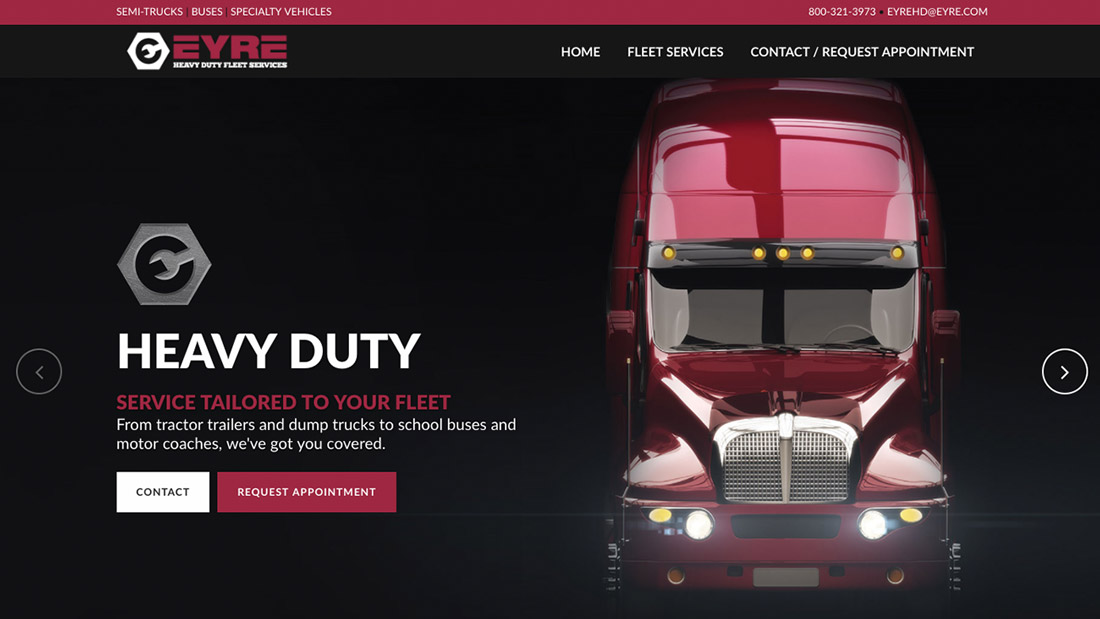 SEMI-TRUCKS | BUSES | SPECIALTY VEHICLES
800-321-3973 • EYREHD@EYRE.COM
EYRE
HEAVY DUTY FLEET SERVICES
HOME
FLEET SERVICES
CONTACT / REQUEST APPOINTMENT
HEAVY DUTY
SERVICE TAILORED TO YOUR FLEET
From tractor trailers and dump trucks to school buses and
motor coaches, we've got you covered.
CONTACT
REQUEST APPOINTMENT